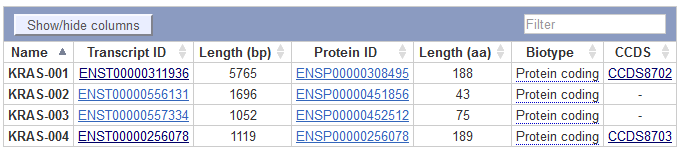 Show/hide columns Filter
Name Transcript ID Length (bp) Protein ID Length (aa) Biotype CCDS
KRAS-001 ENST00000311936 5765 ENSP00000308495 188 Protein coding CCDS8702
KRAS-002 ENST00000556131 1696 ENSP00000451856 43 Protein coding -
KRAS-003 ENST00000557334 1052 ENSP00000452512 75 Protein coding -
KRAS-004 ENST00000256078 1119 ENSP00000256078 189 Protein coding CCDS8703